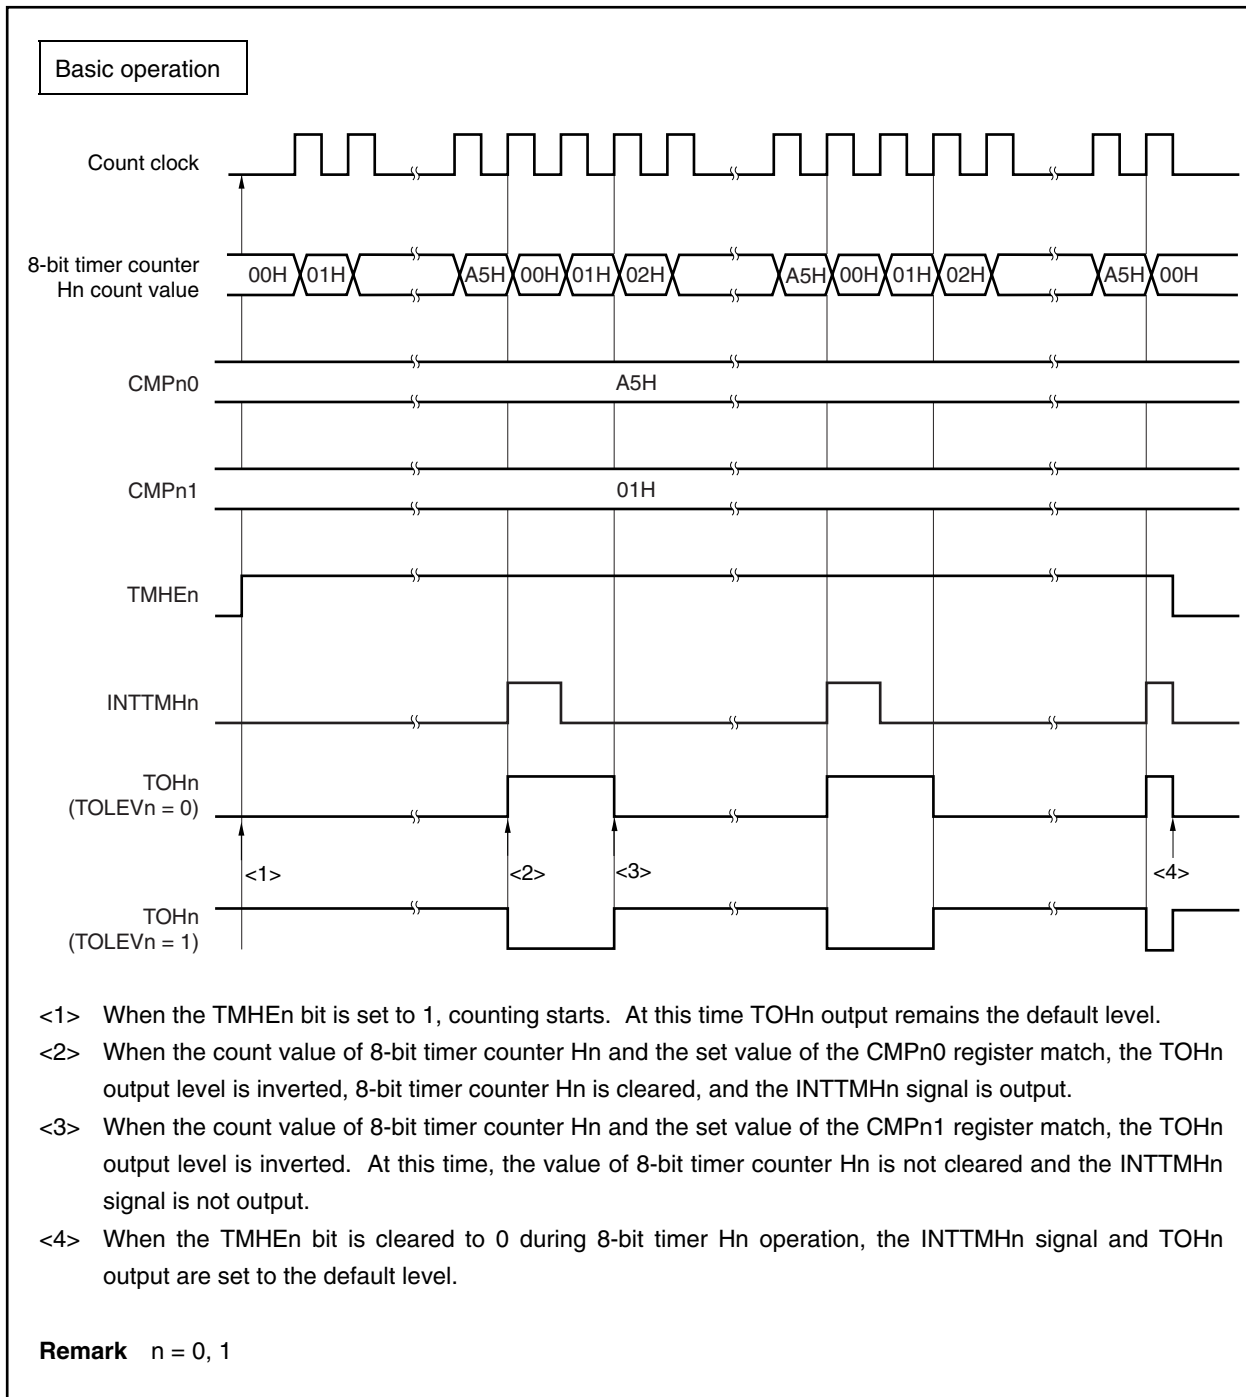 Basic operation
Count clock
8-bit timer counter
Hn count value
00H 01H A5H 00H 01H 02H A5H 00H 01H 02H A5H 00H
CMPn0
A5H
CMPn1
01H
TMHEn
INTTMHn
TOHn
(TOLEVn = 0)
<1> <2> <3> <4>
TOHn
(TOLEVn = 1)
<1> When the TMHEn bit is set to 1, counting starts. At this time TOHn output remains the default level.
<2> When the count value of 8-bit timer counter Hn and the set value of the CMPn0 register match, the TOHn
output level is inverted, 8-bit timer counter Hn is cleared, and the INTTMHn signal is output.
<3> When the count value of 8-bit timer counter Hn and the set value of the CMPn1 register match, the TOHn
output level is inverted. At this time, the value of 8-bit timer counter Hn is not cleared and the INTTMHn
signal is not output.
<4> When the TMHEn bit is cleared to 0 during 8-bit timer Hn operation, the INTTMHn signal and TOHn
output are set to the default level.
Remark n = 0, 1